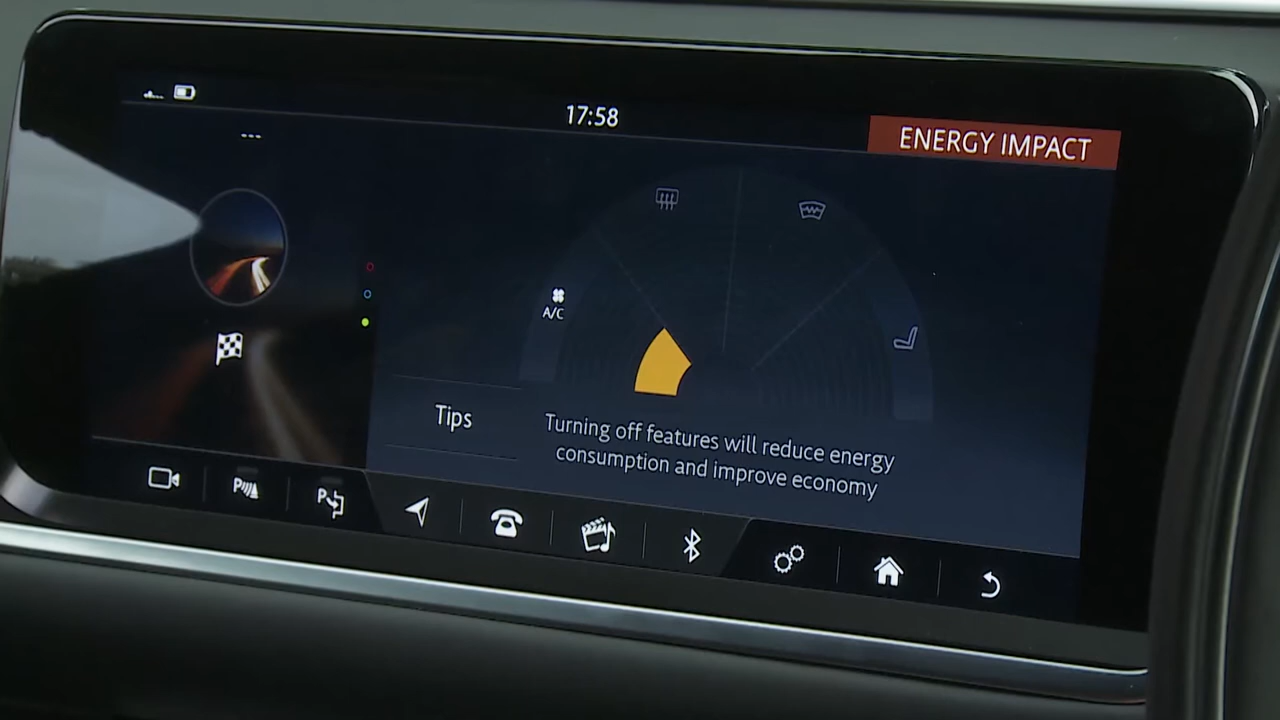 17:58
---
ENERGY IMPACT
A/C
Tips
Turning off features will reduce energy
consumption and improve economy
P
P